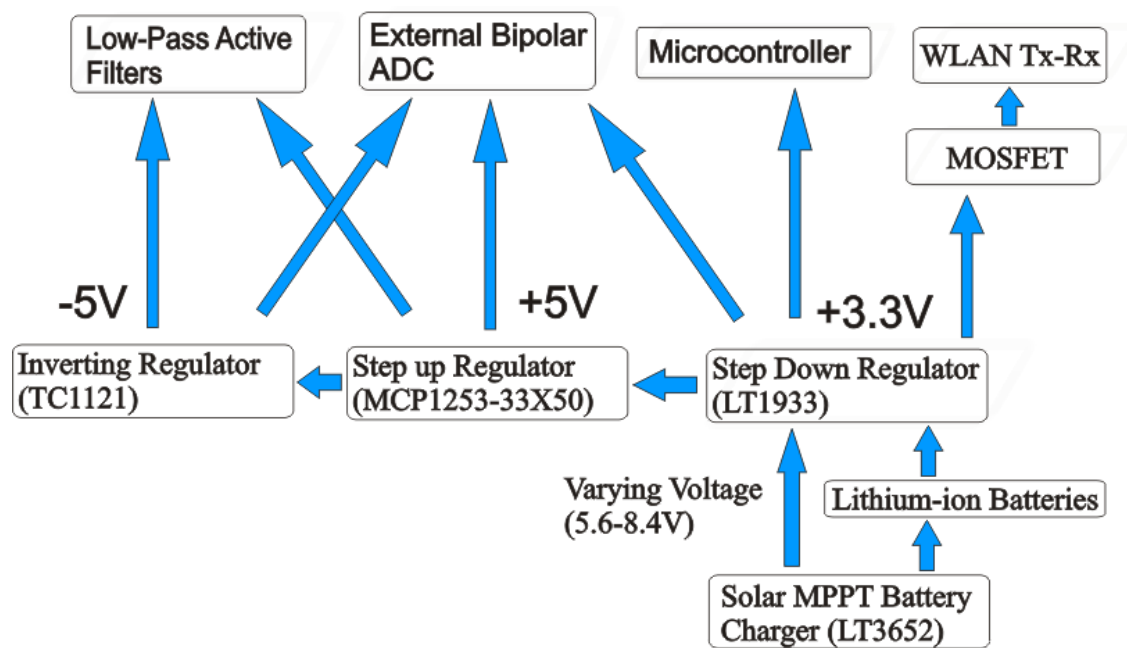 Low-Pass Active
Filters
External Bipolar
ADC
Microcontroller
WLAN Tx-Rx
MOSFET
-5V
+5V
+3.3V
Inverting Regulator
(TC1121)
Step up Regulator
(MCP1253-33X50)
Step Down Regulator
(LT1933)
Varying Voltage
(5.6-8.4V)
Lithium-ion Batteries
Solar MPPT Battery
Charger (LT3652)